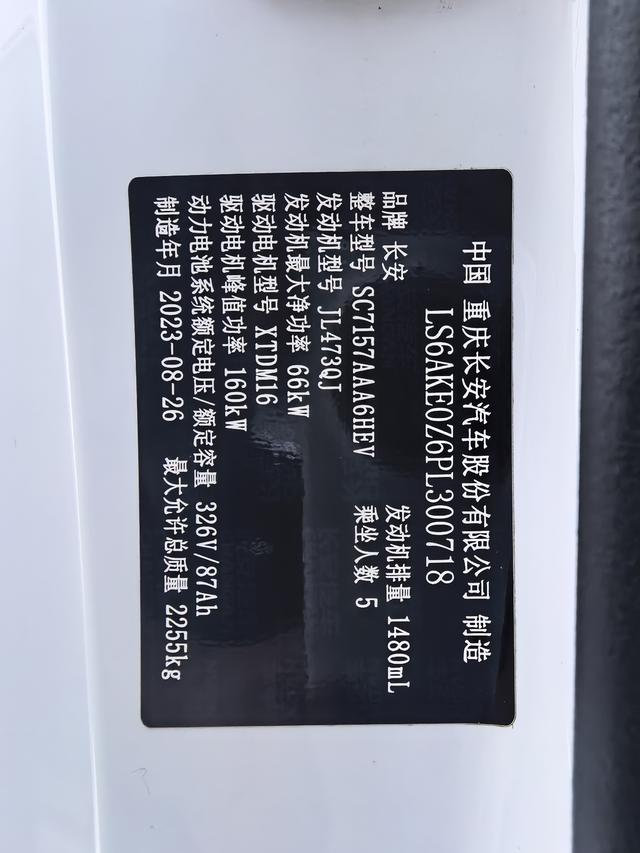 中国 重庆长安汽车股份有限公司 制造
LS6AKE0Z6PL300718
品牌 长安 发动机排量 1480mL
整车型号 SC7157AAA6HEV 乘坐人数 5
发动机型号 JL473QJ
发动机最大净功率 66kW
驱动电机型号 XTDM16
驱动电机峰值功率 160kW
动力电池系统额定电压/额定容量 326V/87Ah
制造年月 2023-08-26 最大允许总质量 2255kg